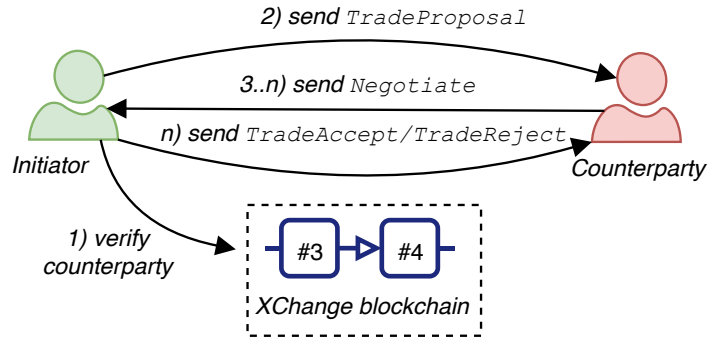 2) send TradeProposal
3..n) send Negotiate
n) send TradeAccept/TradeReject
Initiator
Counterparty
1) verify
counterparty
#3
#4
XChange blockchain